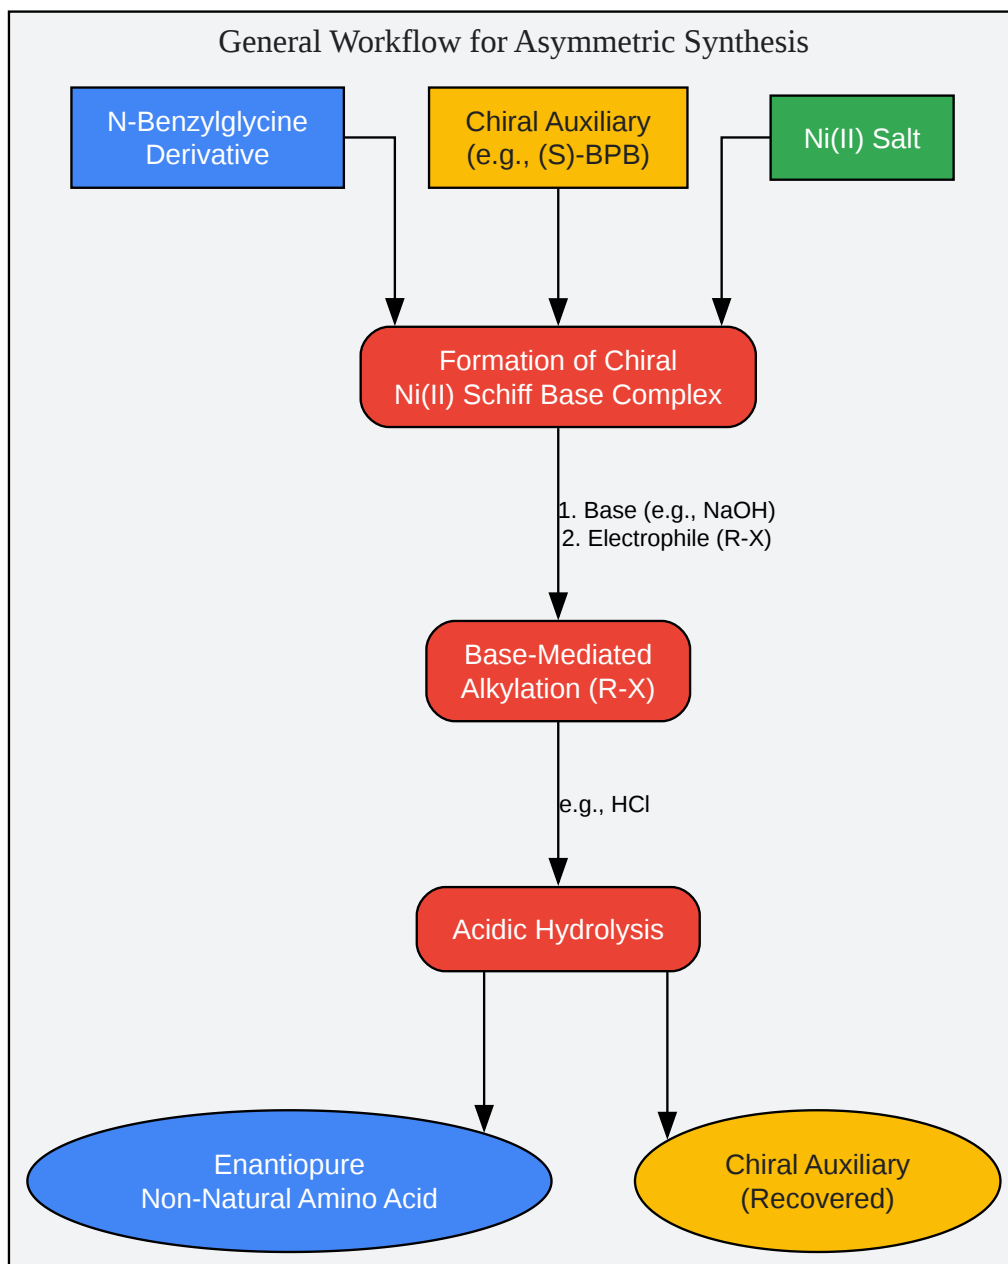 General Workflow for Asymmetric Synthesis
N-Benzylglycine
Derivative
Chiral Auxiliary
(e.g., (S)-BPB)
Ni(II) Salt
Formation of Chiral
Ni(II) Schiff Base Complex
1. Base (e.g., NaOH)
2. Electrophile (R-X)
Base-Mediated
Alkylation (R-X)
e.g., HCl
Acidic Hydrolysis
Enantiopure
Non-Natural Amino Acid
Chiral Auxiliary
(Recovered)